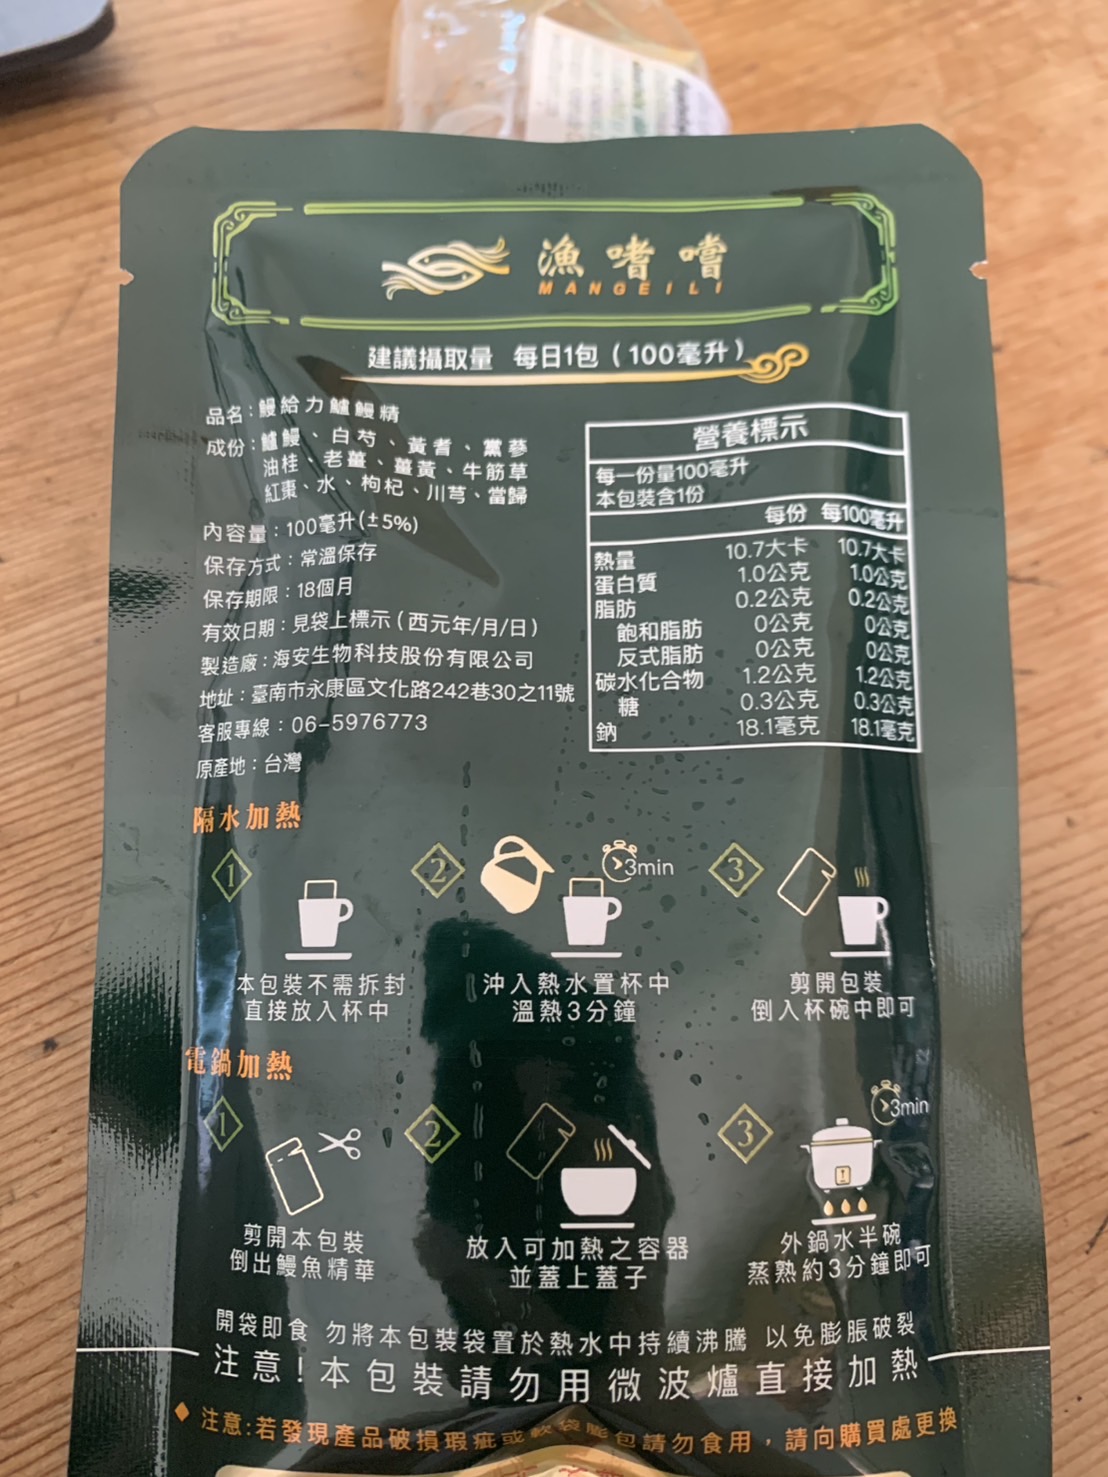 漁嗜嚐
MANGEILI
建議攝取量 每日1包（100毫升）
品名：鰻給力鱸鰻精
成份：鱸鰻、白芍、黃耆、黨蔘
油桂、老薑、薑黃、牛筋草
紅棗、水、枸杞、川芎、當歸
內容量：100毫升(±5%)
保存方式：常溫保存
保存期限：18個月
有效日期：見袋上標示(西元年/月/日)
製造廠：海安生物科技股份有限公司
地址：臺南市永康區文化路242巷30之11號
客服專線：06-5976773
原產地：台灣
營養標示
每一份量100毫升
本包裝含1份
每份 每100毫升
熱量 10.7大卡 10.7大卡
蛋白質 1.0公克 1.0公克
脂肪 0.2公克 0.2公克
飽和脂肪 0公克 0公克
反式脂肪 0公克 0公克
碳水化合物 1.2公克 1.2公克
糖 0.3公克 0.3公克
鈉 18.1毫克 18.1毫克
隔水加熱
1 2 3min 3
本包裝不需拆封
直接放入杯中
沖入熱水置杯中
溫熱3分鐘
剪開包裝
倒入杯碗中即可
電鍋加熱
1 2 3 3min
剪開本包裝
倒出鰻魚精華
放入可加熱之容器
並蓋上蓋子
外鍋水半碗
蒸熟約3分鐘即可
開袋即食 勿將本包裝袋置於熱水中持續沸騰 以免膨脹破裂
注意！本包裝請勿用微波爐直接加熱
注意:若發現產品破損瑕疵或軟袋膨包請勿食用，請向購買處更換